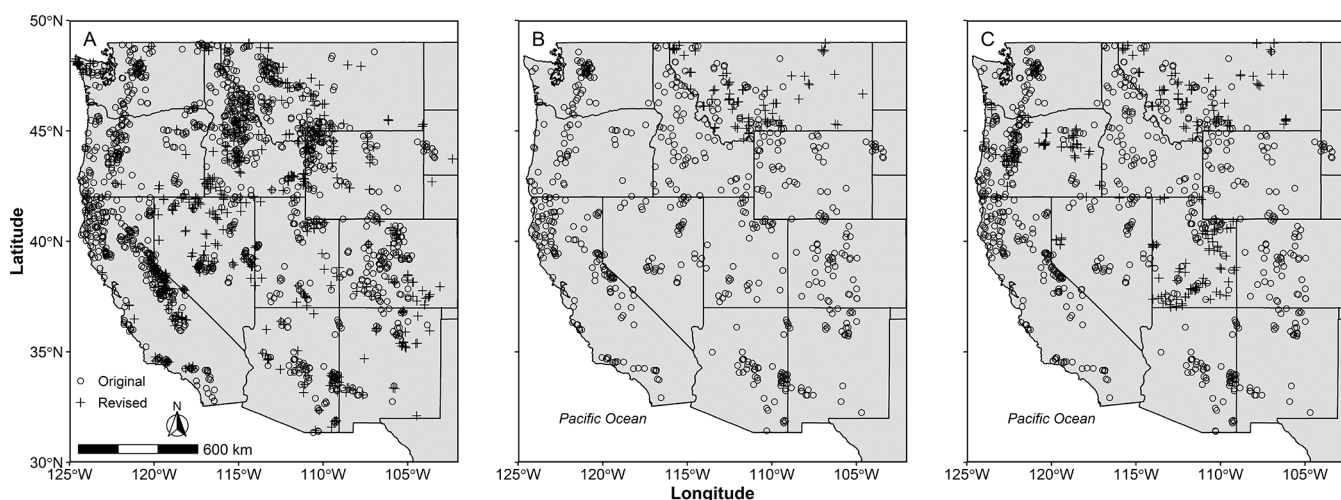 A
B
C
50°N
45°N
40°N
35°N
30°N
Latitude
Original
Revised
N
600 km
Pacific Ocean
Pacific Ocean
125°W 120°W 115°W 110°W 105°W
125°W 120°W 115°W 110°W 105°W
125°W 120°W 115°W 110°W 105°W
Longitude